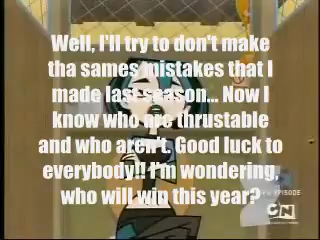 Well, I'll try to don't make
tha sames mistakes that I
made last season... Now I
know who are thrustable
and who aren't. Good luck to
everybody!! I'm wondering,
who will win this year?
EPISODE
CN